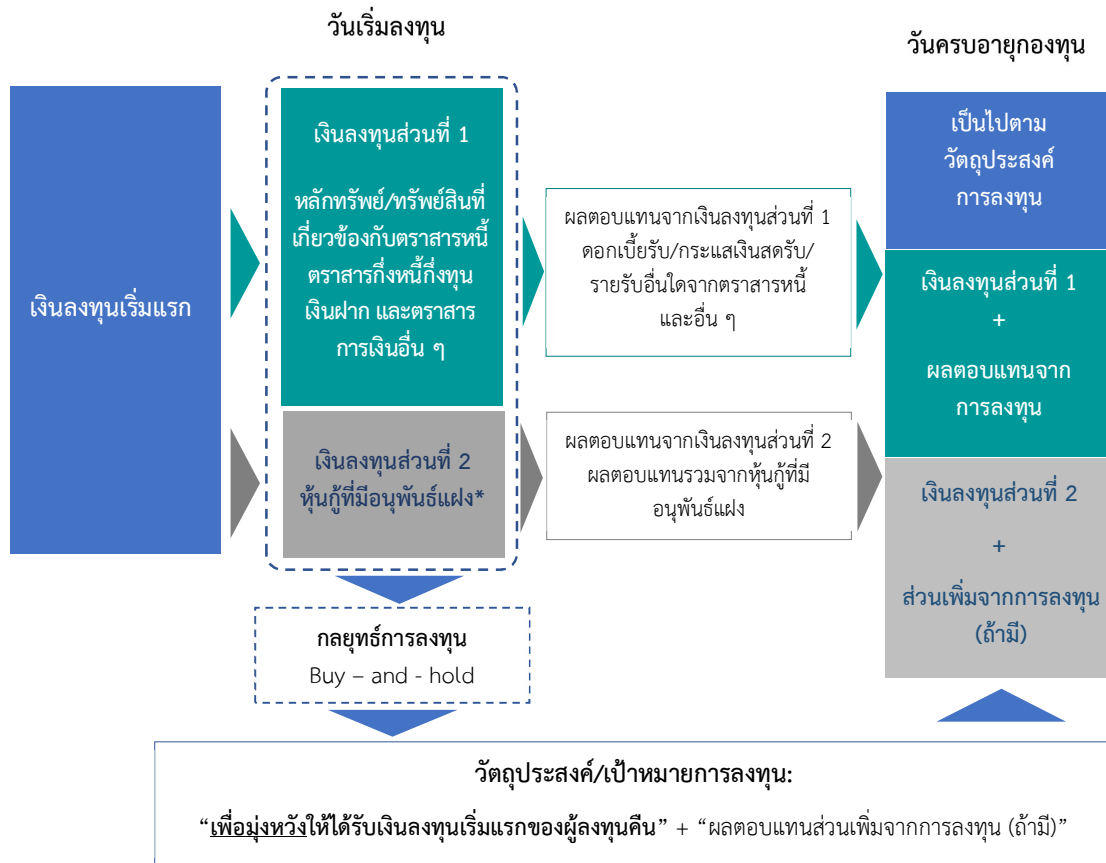 วันเริ่มลงทุน
วันครบอายุกองทุน
เงินลงทุนเริ่มแรก
เงินลงทุนส่วนที่ 1
หลักทรัพย์/ทรัพย์สินที่
เกี่ยวข้องกับตราสารหนี้
ตราสารกึ่งหนี้กึ่งทุน
เงินฝาก และตราสาร
การเงินอื่น ๆ
เงินลงทุนส่วนที่ 2
หุ้นกู้ที่มีอนุพันธ์แฝง*
ผลตอบแทนจากเงินลงทุนส่วนที่ 1
ดอกเบี้ยรับ/กระแสเงินสดรับ/
รายรับอื่นใดจากตราสารหนี้
และอื่น ๆ
ผลตอบแทนจากเงินลงทุนส่วนที่ 2
ผลตอบแทนรวมจากหุ้นกู้ที่มี
อนุพันธ์แฝง
เป็นไปตาม
วัตถุประสงค์
การลงทุน
เงินลงทุนส่วนที่ 1
+
ผลตอบแทนจาก
การลงทุน
เงินลงทุนส่วนที่ 2
+
ส่วนเพิ่มจากการลงทุน
(ถ้ามี)
กลยุทธ์การลงทุน
Buy – and - hold
วัตถุประสงค์/เป้าหมายการลงทุน:
“เพื่อมุ่งหวังให้ได้รับเงินลงทุนเริ่มแรกของผู้ลงทุนคืน” + “ผลตอบแทนส่วนเพิ่มจากการลงทุน (ถ้ามี)”